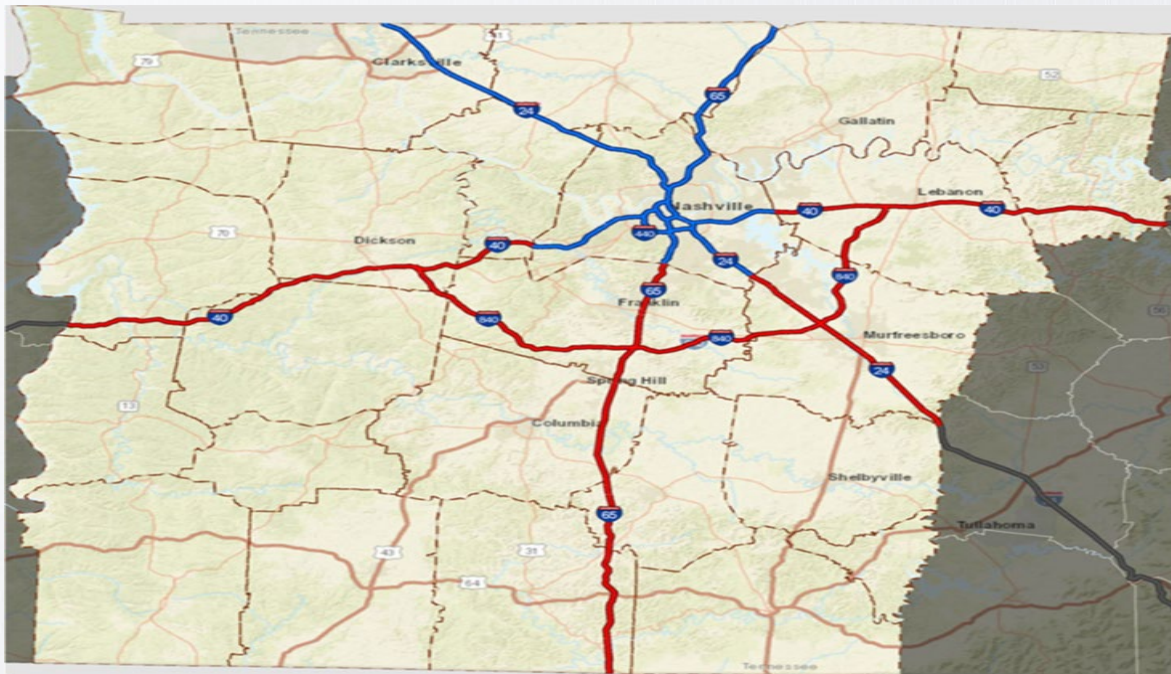 Tennessee
41
79
Clarksville
52
65
24
Gallatin
Lebanon
Nashville
40
40
70
440
Dickson
40
24
840
65
Franklin
56
40
840
840
Murfreesboro
53
24
Spring Hill
13
Columbia
Shelbyville
65
Tullahoma
43
31
64
Tennessee